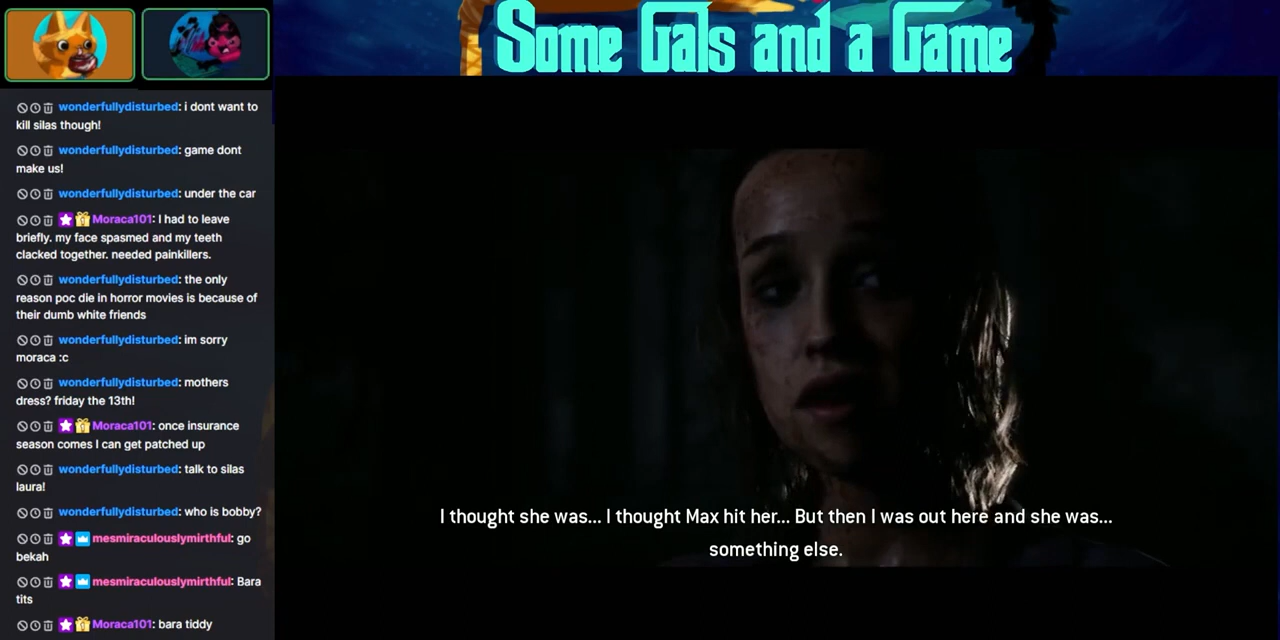 Some Gals and a Game
wonderfullydisturbed: i dont want to
kill silas though!
wonderfullydisturbed: game dont
make us!
wonderfullydisturbed: under the car
Moraca101: I had to leave
briefly. my face spasmed and my teeth
clacked together. needed painkillers.
wonderfullydisturbed: the only
reason poc die in horror movies is because of
their dumb white friends
wonderfullydisturbed: im sorry
moraca :c
wonderfullydisturbed: mothers
dress? friday the 13th!
Moraca101: once insurance
season comes I can get patched up
wonderfullydisturbed: talk to silas
laura!
wonderfullydisturbed: who is bobby?
mesmiraculouslymirthful: go
bekah
mesmiraculouslymirthful: Bara
tits
Moraca101: bara tiddy
I thought she was... I thought Max hit her... But then I was out here and she was...
something else.